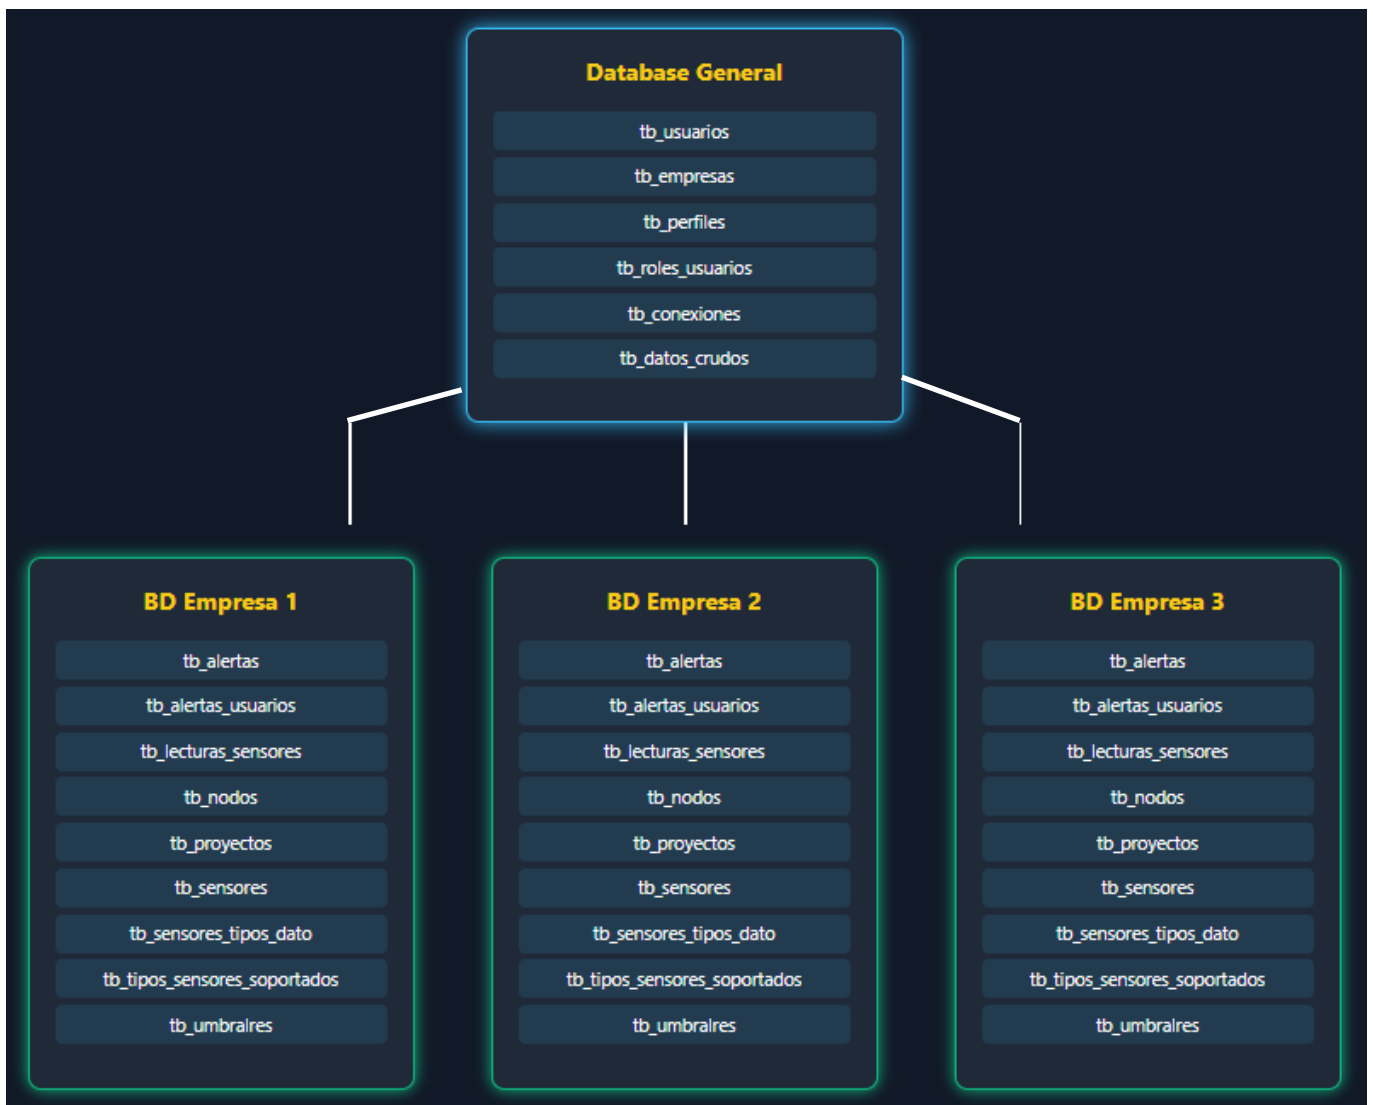 Database General
tb_usuarios
tb_empresas
tb_perfiles
tb_roles_usuarios
tb_conexiones
tb_datos_crudos
BD Empresa 1
tb_alertas
tb_alertas_usuarios
tb_lecturas_sensores
tb_nodos
tb_proyectos
tb_sensores
tb_sensores_tipos_dato
tb_tipos_sensores_soportados
tb_umbralres
BD Empresa 2
tb_alertas
tb_alertas_usuarios
tb_lecturas_sensores
tb_nodos
tb_proyectos
tb_sensores
tb_sensores_tipos_dato
tb_tipos_sensores_soportados
tb_umbralres
BD Empresa 3
tb_alertas
tb_alertas_usuarios
tb_lecturas_sensores
tb_nodos
tb_proyectos
tb_sensores
tb_sensores_tipos_dato
tb_tipos_sensores_soportados
tb_umbralres